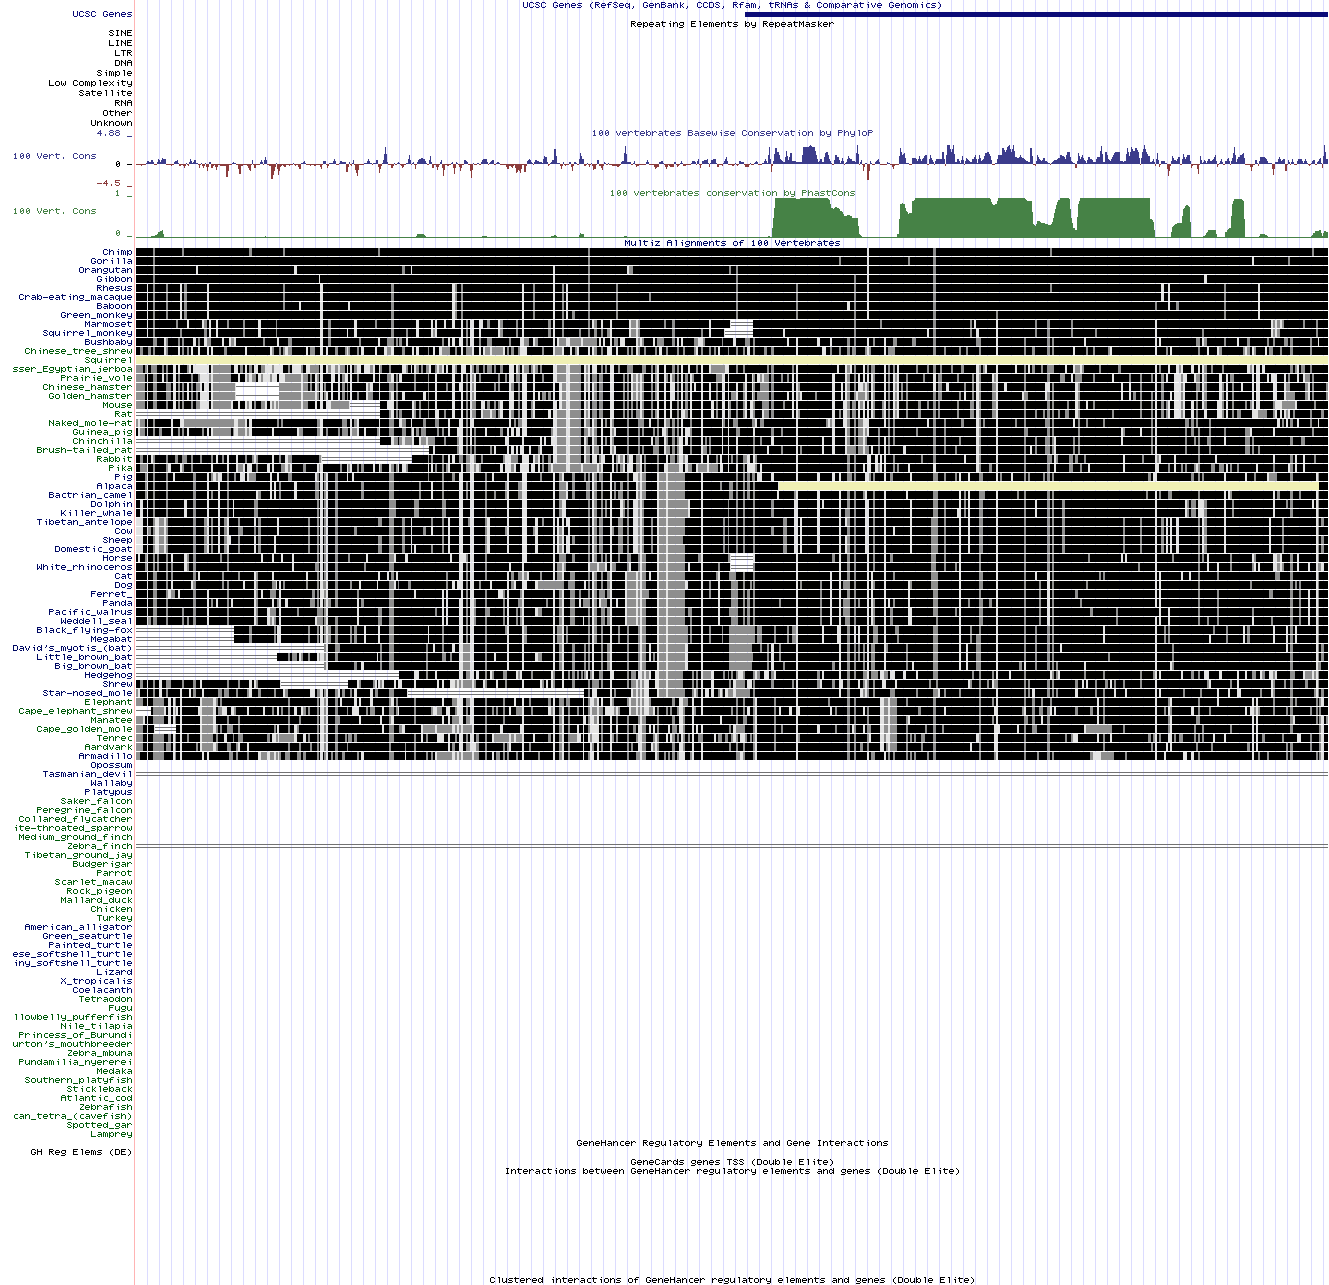 UCSC Genes (RefSeq, GenBank, CCDS, Rfam, tRNAs & Comparative Genomics)
UCSC Genes
Repeating Elements by RepeatMasker
SINE
LINE
LTR
DNA
Simple
Low Complexity
Satellite
RNA
Other
Unknown
4.88 _
100 vertebrates Basewise Conservation by PhyloP
100 Vert. Cons
0 _
-4.5 _
100 vertebrates conservation by PhastCons
1 _
100 Vert. Cons
0 _
Multiz Alignments of 100 Vertebrates
Chimp
Gorilla
Orangutan
Gibbon
Rhesus
Crab-eating_macaque
Baboon
Green_monkey
Marmoset
Squirrel_monkey
Bushbaby
Chinese_tree_shrew
Squirrel
sser_Egyptian_jerboa
Prairie_vole
Chinese_hamster
Golden_hamster
Mouse
Rat
Naked_mole-rat
Guinea_pig
Chinchilla
Brush-tailed_rat
Rabbit
Pika
Pig
Alpaca
Bactrian_camel
Dolphin
Killer_whale
Tibetan_antelope
Cow
Sheep
Domestic_goat
Horse
White_rhinoceros
Cat
Dog
Ferret_
Panda
Pacific_walrus
Weddell_seal
Black_flying-fox
Megabat
David's_myotis_(bat)
Little_brown_bat
Big_brown_bat
Hedgehog
Shrew
Star-nosed_mole
Elephant
Cape_elephant_shrew
Manatee
Cape_golden_mole
Tenrec
Aardvark
Armadillo
Opossum
Tasmanian_devil
Wallaby
Platypus
Saker_falcon
Peregrine_falcon
Collared_flycatcher
ite-throated_sparrow
Medium_ground_finch
Zebra_finch
Tibetan_ground_jay
Budgerigar
Parrot
Scarlet_macaw
Rock_pigeon
Mallard_duck
Chicken
Turkey
American_alligator
Green_seaturtle
Painted_turtle
ese_softshell_turtle
iny_softshell_turtle
Lizard
X_tropicalis
Coelacanth
Tetraodon
Fugu
llowbelly_pufferfish
Nile_tilapia
Princess_of_Burundi
urton's_mouthbreeder
Zebra_mbuna
Pundamilia_nyererei
Medaka
Southern_platyfish
Stickleback
Atlantic_cod
Zebrafish
can_tetra_(cavefish)
Spotted_gar
Lamprey
GeneHancer Regulatory Elements and Gene Interactions
GH Reg Elems (DE)
GeneCards genes TSS (Double Elite)
Interactions between GeneHancer regulatory elements and genes (Double Elite)
Clustered interactions of GeneHancer regulatory elements and genes (Double Elite)